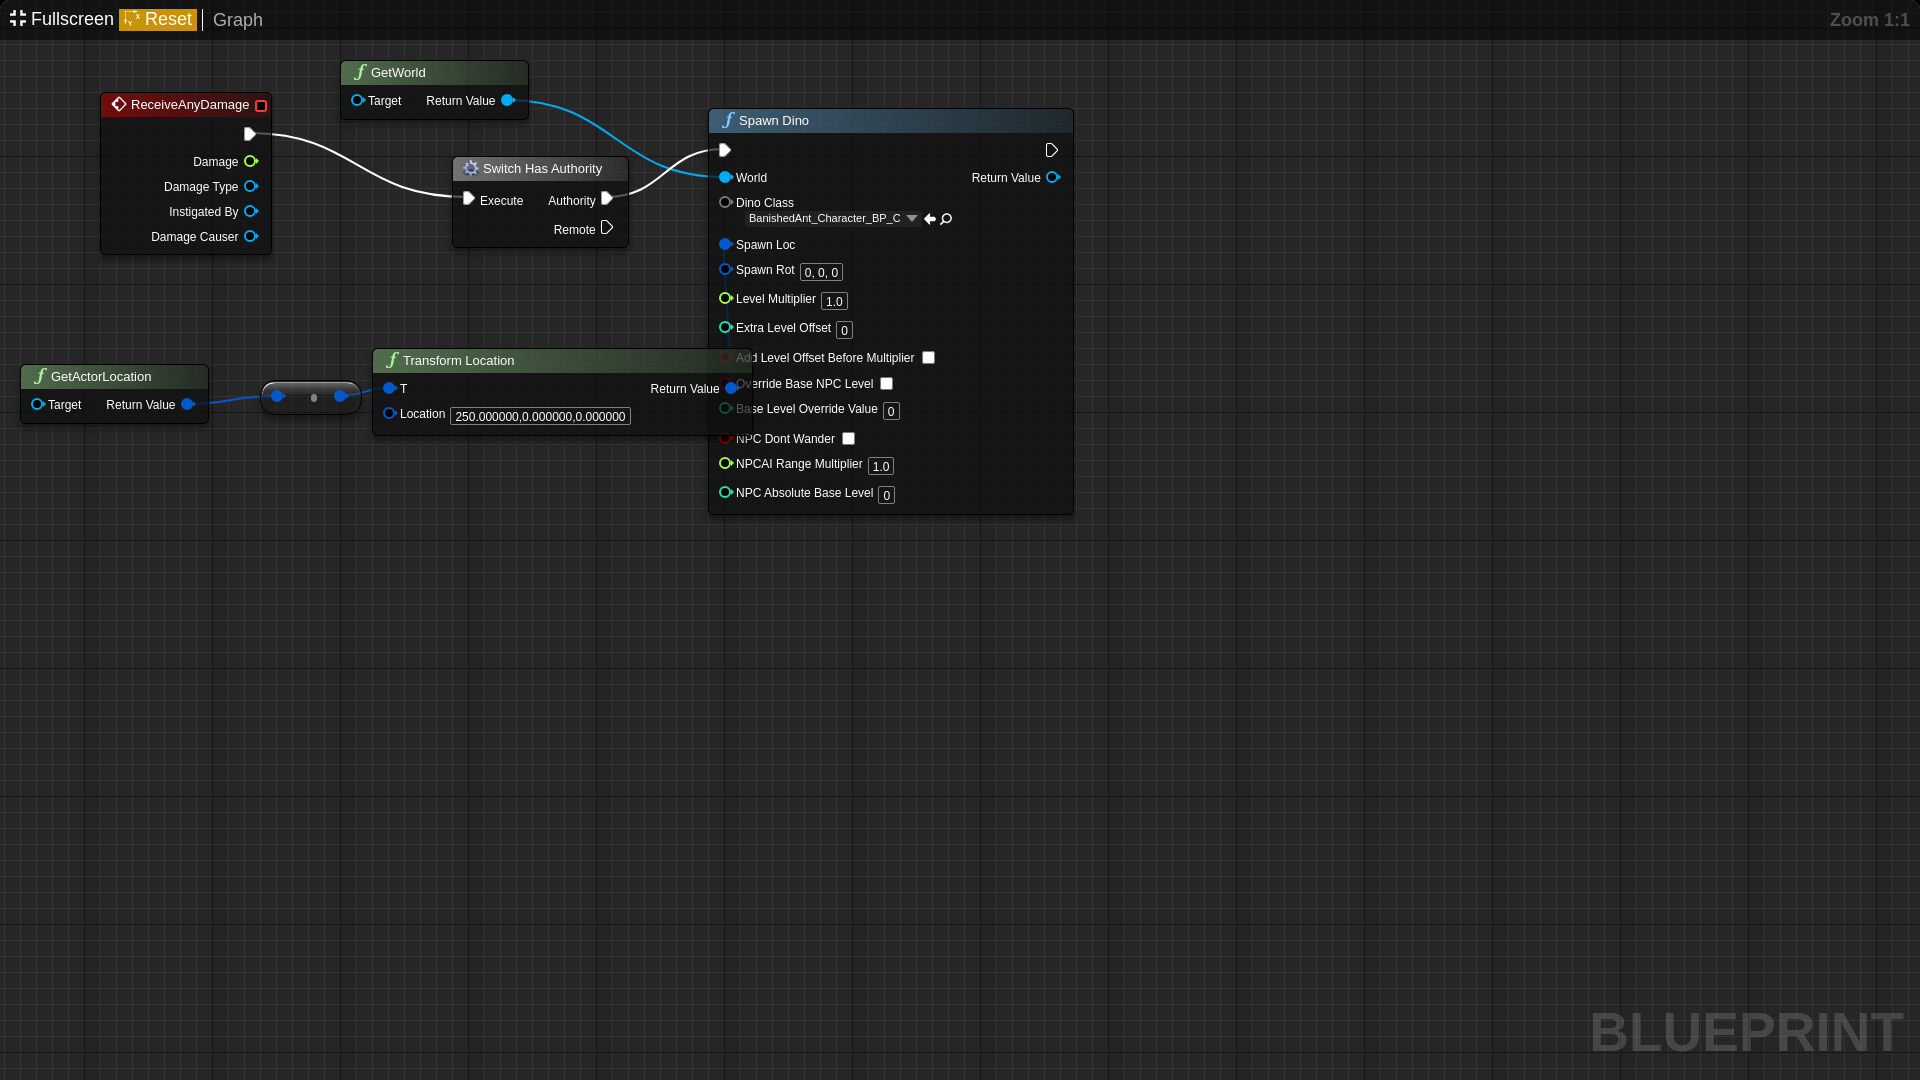 Fullscreen Reset Graph Zoom 1:1
GetWorld
Target Return Value
ReceiveAnyDamage
Damage
Damage Type
Instigated By
Damage Causer
Switch Has Authority
Execute Authority
Remote
Spawn Dino
World Return Value
Dino Class
BanishedAnt_Character_BP_C
Spawn Loc
Spawn Rot 0, 0, 0
Level Multiplier 1.0
Extra Level Offset 0
Add Level Offset Before Multiplier
Override Base NPC Level
Base Level Override Value 0
NPC Dont Wander
NPCAI Range Multiplier 1.0
NPC Absolute Base Level 0
GetActorLocation
Target Return Value
Transform Location
T Return Value
Location 250.000000,0.000000,0.000000
BLUEPRINT